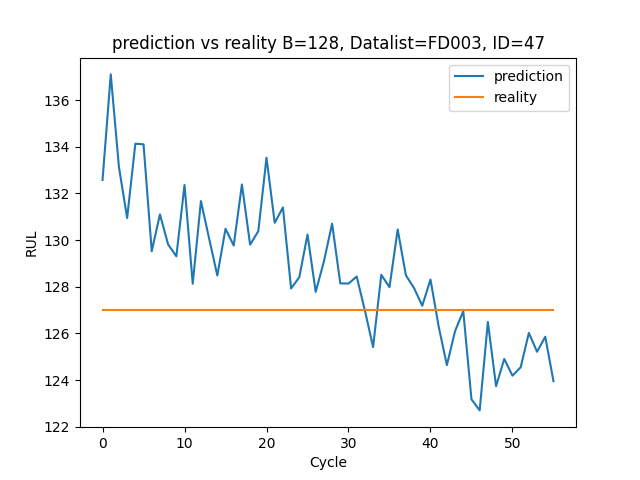 prediction vs reality B=128, Datalist=FD003, ID=47
prediction
reality
136
134
132
130
128
126
124
122
RUL
0 10 20 30 40 50
Cycle